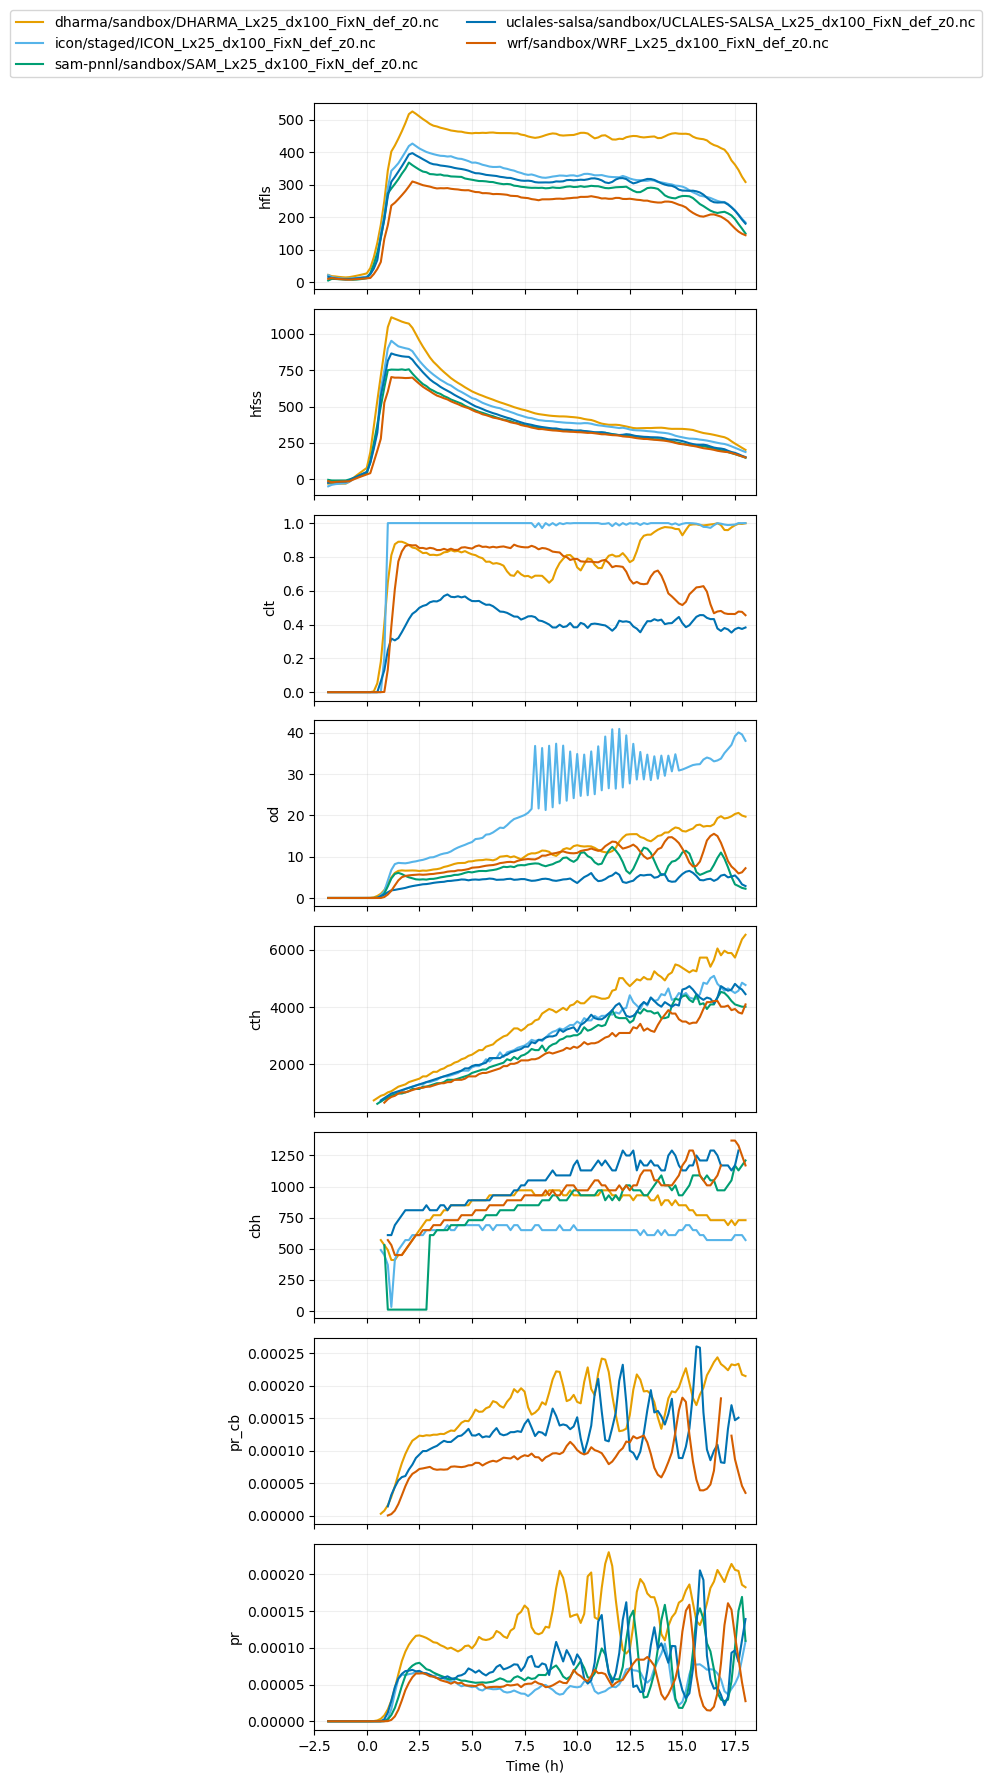 dharma/sandbox/DHARMA_Lx25_dx100_FixN_def_z0.nc
icon/staged/ICON_Lx25_dx100_FixN_def_z0.nc
sam-pnnl/sandbox/SAM_Lx25_dx100_FixN_def_z0.nc
uclales-salsa/sandbox/UCLALES-SALSA_Lx25_dx100_FixN_def_z0.nc
wrf/sandbox/WRF_Lx25_dx100_FixN_def_z0.nc
500
400
300
200
100
0
hfls
1000
750
500
250
0
hfss
1.0
0.8
0.6
0.4
0.2
0.0
clt
40
30
20
10
0
od
6000
4000
2000
cth
1250
1000
750
500
250
0
cbh
0.00025
0.00020
0.00015
0.00010
0.00005
0.00000
pr_cb
0.00020
0.00015
0.00010
0.00005
0.00000
pr
−2.5 0.0 2.5 5.0 7.5 10.0 12.5 15.0 17.5
Time (h)